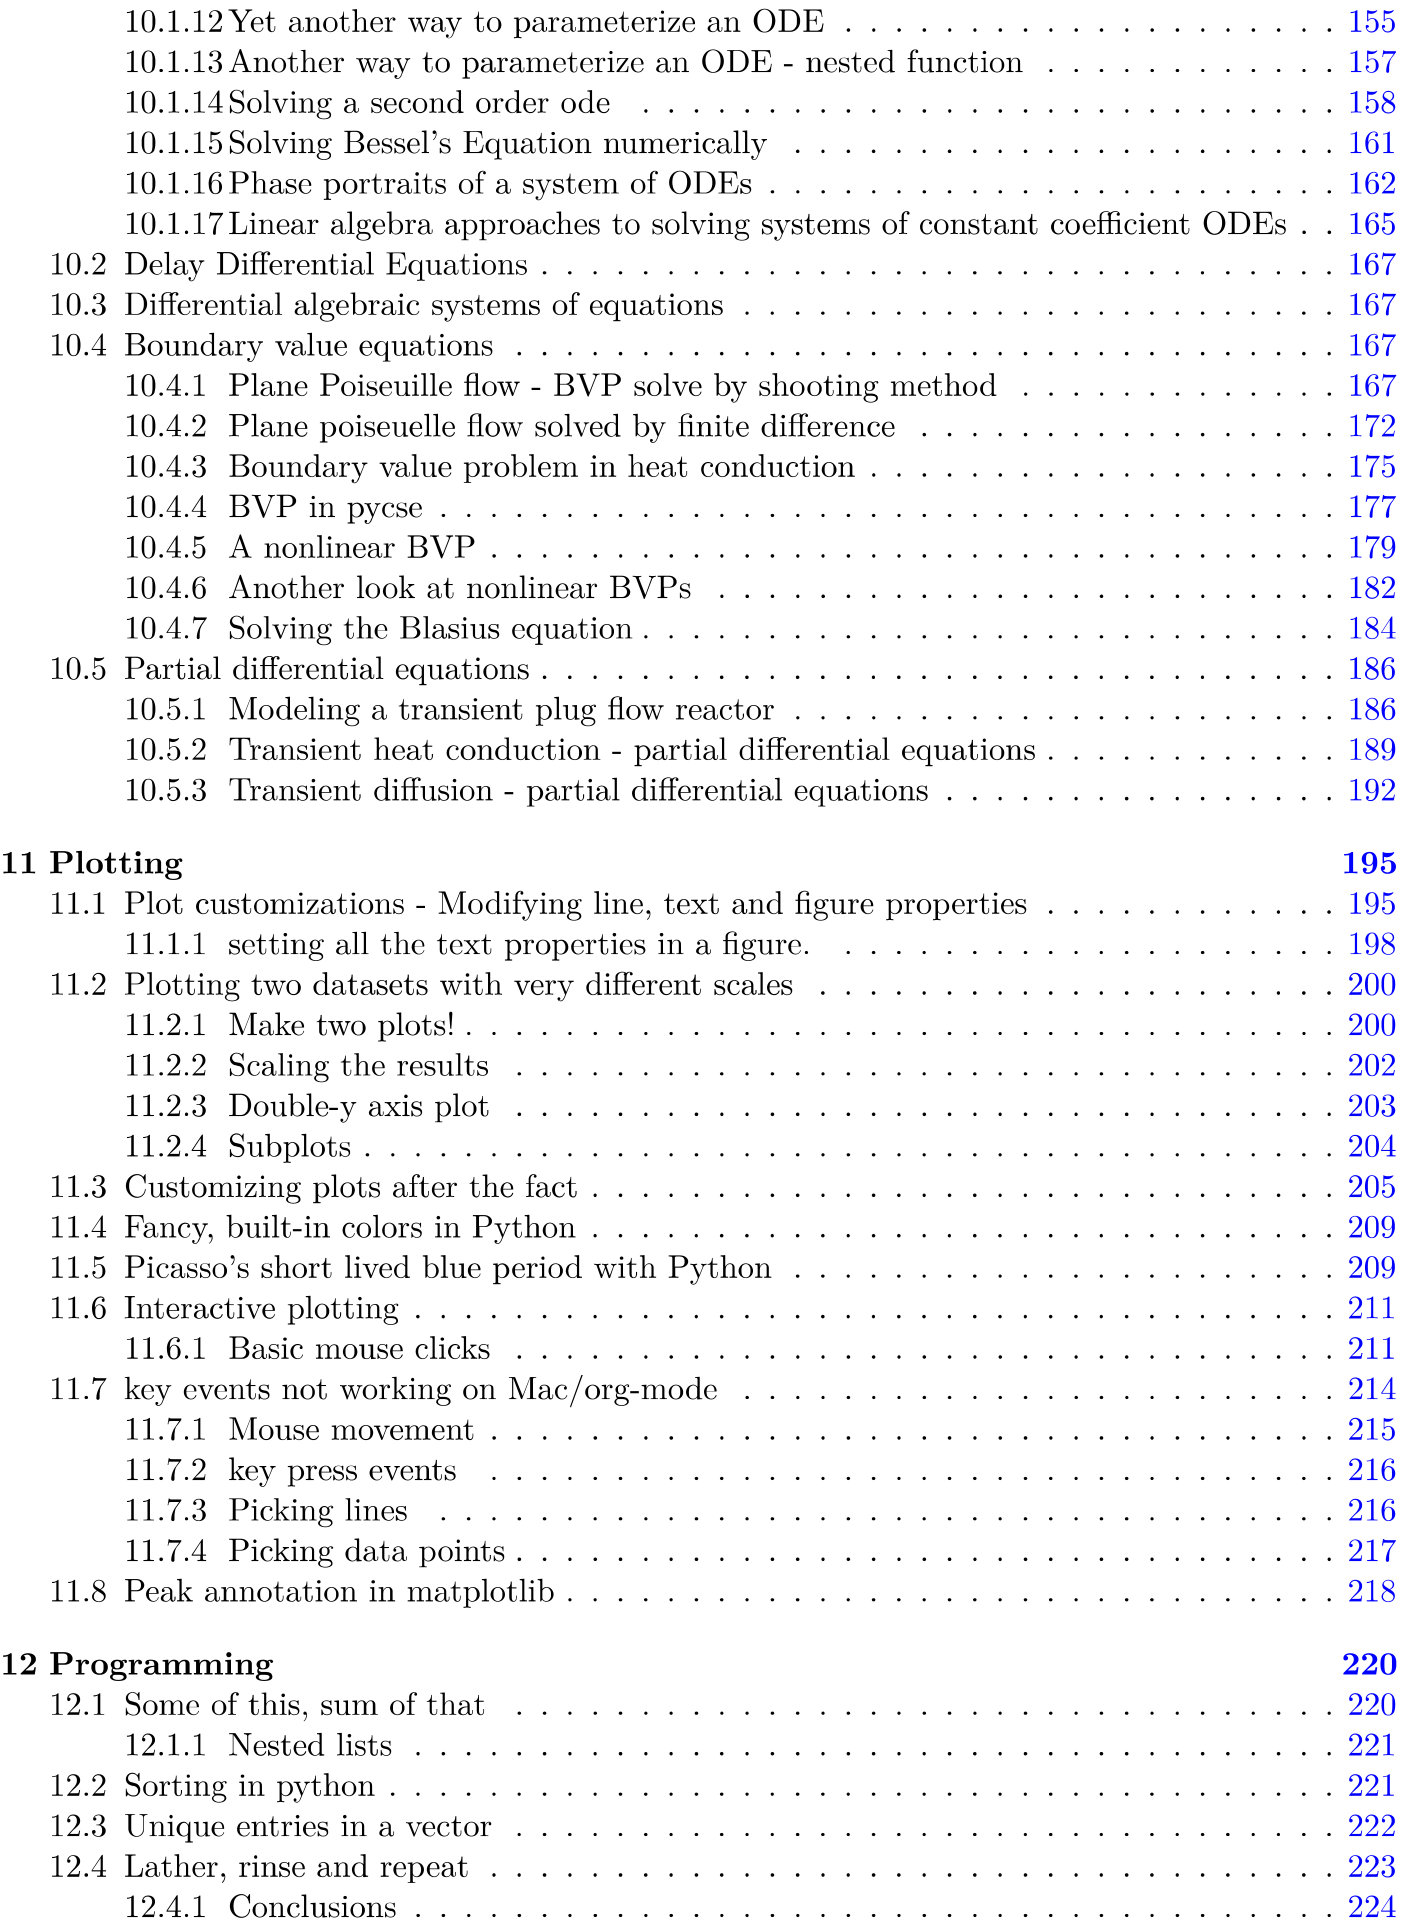 10.1.12 Yet another way to parameterize an ODE . . . . . . . . . . . . . . . . . . . . 155
10.1.13 Another way to parameterize an ODE - nested function . . . . . . . . . . . . 157
10.1.14 Solving a second order ode . . . . . . . . . . . . . . . . . . . . . . . . . . . . 158
10.1.15 Solving Bessel's Equation numerically . . . . . . . . . . . . . . . . . . . . . . 161
10.1.16 Phase portraits of a system of ODEs . . . . . . . . . . . . . . . . . . . . . . . 162
10.1.17 Linear algebra approaches to solving systems of constant coefficient ODEs . . 165
10.2 Delay Differential Equations . . . . . . . . . . . . . . . . . . . . . . . . . . . . . . . . 167
10.3 Differential algebraic systems of equations . . . . . . . . . . . . . . . . . . . . . . . . 167
10.4 Boundary value equations . . . . . . . . . . . . . . . . . . . . . . . . . . . . . . . . . 167
10.4.1 Plane Poiseuille flow - BVP solve by shooting method . . . . . . . . . . . . . 167
10.4.2 Plane poiseuelle flow solved by finite difference . . . . . . . . . . . . . . . . . 172
10.4.3 Boundary value problem in heat conduction . . . . . . . . . . . . . . . . . . . 175
10.4.4 BVP in pycse . . . . . . . . . . . . . . . . . . . . . . . . . . . . . . . . . . . . 177
10.4.5 A nonlinear BVP . . . . . . . . . . . . . . . . . . . . . . . . . . . . . . . . . . 179
10.4.6 Another look at nonlinear BVPs . . . . . . . . . . . . . . . . . . . . . . . . . 182
10.4.7 Solving the Blasius equation . . . . . . . . . . . . . . . . . . . . . . . . . . . . 184
10.5 Partial differential equations . . . . . . . . . . . . . . . . . . . . . . . . . . . . . . . . 186
10.5.1 Modeling a transient plug flow reactor . . . . . . . . . . . . . . . . . . . . . . 186
10.5.2 Transient heat conduction - partial differential equations . . . . . . . . . . . . 189
10.5.3 Transient diffusion - partial differential equations . . . . . . . . . . . . . . . . 192
11 Plotting 195
11.1 Plot customizations - Modifying line, text and figure properties . . . . . . . . . . . . 195
11.1.1 setting all the text properties in a figure. . . . . . . . . . . . . . . . . . . . . 198
11.2 Plotting two datasets with very different scales . . . . . . . . . . . . . . . . . . . . . 200
11.2.1 Make two plots! . . . . . . . . . . . . . . . . . . . . . . . . . . . . . . . . . . . 200
11.2.2 Scaling the results . . . . . . . . . . . . . . . . . . . . . . . . . . . . . . . . . 202
11.2.3 Double-y axis plot . . . . . . . . . . . . . . . . . . . . . . . . . . . . . . . . . 203
11.2.4 Subplots . . . . . . . . . . . . . . . . . . . . . . . . . . . . . . . . . . . . . . . 204
11.3 Customizing plots after the fact . . . . . . . . . . . . . . . . . . . . . . . . . . . . . . 205
11.4 Fancy, built-in colors in Python . . . . . . . . . . . . . . . . . . . . . . . . . . . . . . 209
11.5 Picasso's short lived blue period with Python . . . . . . . . . . . . . . . . . . . . . . 209
11.6 Interactive plotting . . . . . . . . . . . . . . . . . . . . . . . . . . . . . . . . . . . . . 211
11.6.1 Basic mouse clicks . . . . . . . . . . . . . . . . . . . . . . . . . . . . . . . . . 211
11.7 key events not working on Mac/org-mode . . . . . . . . . . . . . . . . . . . . . . . . 214
11.7.1 Mouse movement . . . . . . . . . . . . . . . . . . . . . . . . . . . . . . . . . . 215
11.7.2 key press events . . . . . . . . . . . . . . . . . . . . . . . . . . . . . . . . . . 216
11.7.3 Picking lines . . . . . . . . . . . . . . . . . . . . . . . . . . . . . . . . . . . . 216
11.7.4 Picking data points . . . . . . . . . . . . . . . . . . . . . . . . . . . . . . . . . 217
11.8 Peak annotation in matplotlib . . . . . . . . . . . . . . . . . . . . . . . . . . . . . . . 218
12 Programming 220
12.1 Some of this, sum of that . . . . . . . . . . . . . . . . . . . . . . . . . . . . . . . . . 220
12.1.1 Nested lists . . . . . . . . . . . . . . . . . . . . . . . . . . . . . . . . . . . . . 221
12.2 Sorting in python . . . . . . . . . . . . . . . . . . . . . . . . . . . . . . . . . . . . . . 221
12.3 Unique entries in a vector . . . . . . . . . . . . . . . . . . . . . . . . . . . . . . . . . 222
12.4 Lather, rinse and repeat . . . . . . . . . . . . . . . . . . . . . . . . . . . . . . . . . . 223
12.4.1 Conclusions . . . . . . . . . . . . . . . . . . . . . . . . . . . . . . . . . . . . . 224